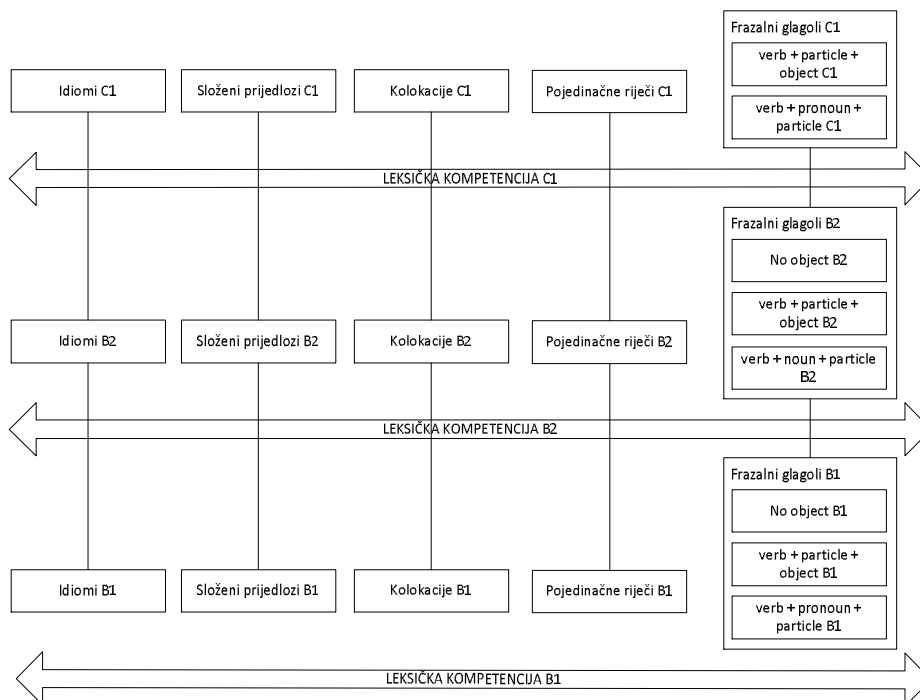 Frazalni glagoli C1
verb + particle +
object C1
verb + pronoun +
particle C1
Idiomi C1
Složeni prijedlozi C1
Kolokacije C1
Pojedinačne riječi C1
LEKSIČKA KOMPETENCIJA C1
Frazalni glagoli B2
No object B2
verb + particle +
object B2
verb + noun + particle
B2
Idiomi B2
Složeni prijedlozi B2
Kolokacije B2
Pojedinačne riječi B2
LEKSIČKA KOMPETENCIJA B2
Frazalni glagoli B1
No object B1
verb + particle +
object B1
verb + pronoun +
particle B1
Idiomi B1
Složeni prijedlozi B1
Kolokacije B1
Pojedinačne riječi B1
LEKSIČKA KOMPETENCIJA B1